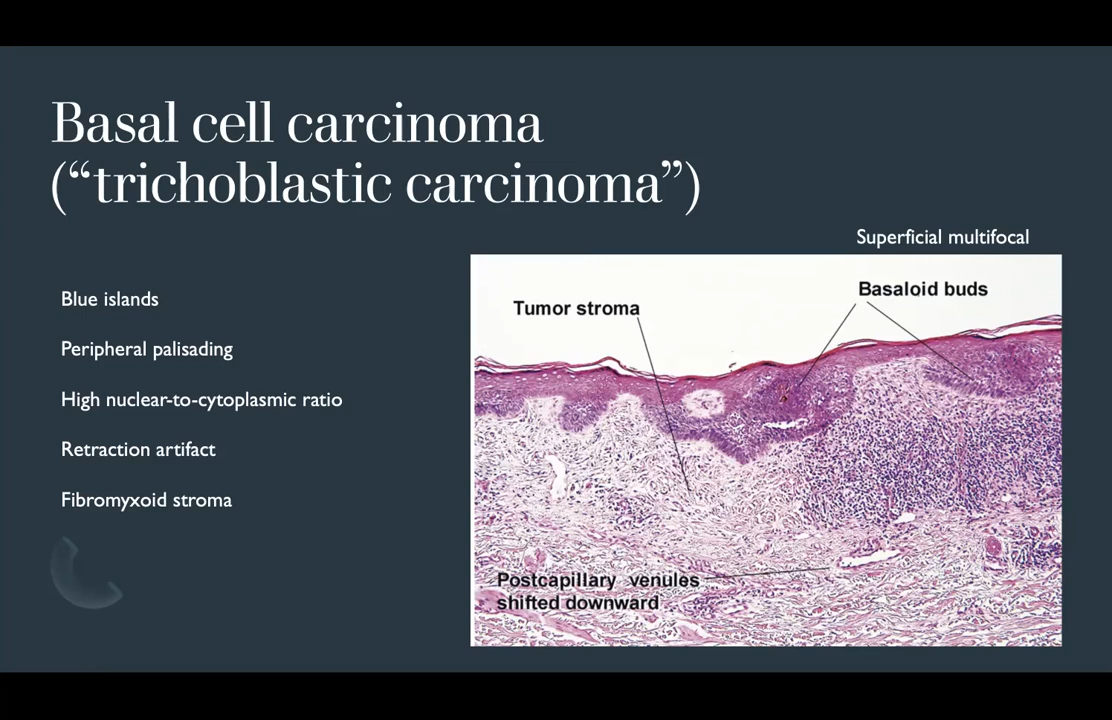 Basal cell carcinoma
(“trichoblastic carcinoma”)
Superficial multifocal
Blue islands
Peripheral palisading
High nuclear-to-cytoplasmic ratio
Retraction artifact
Fibromyxoid stroma
Tumor stroma
Basaloid buds
Postcapillary venules
shifted downward